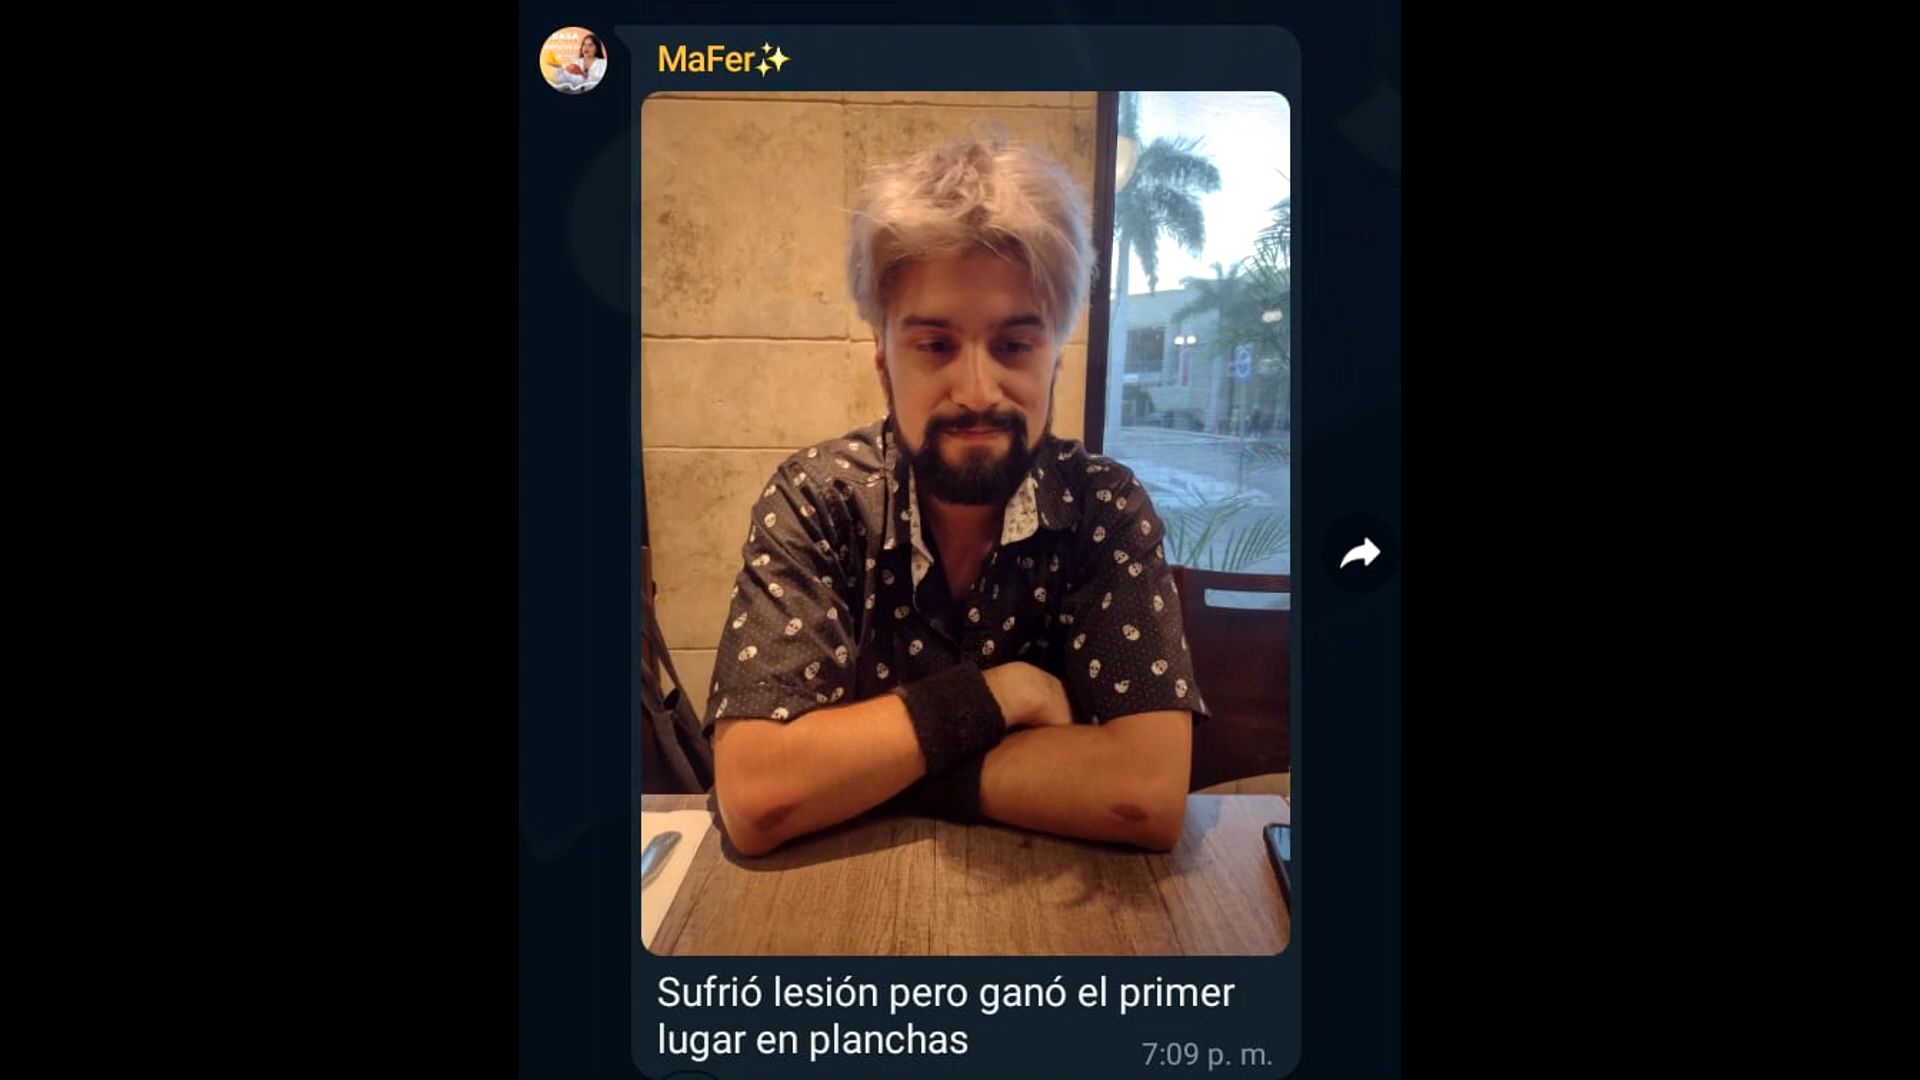 MaFer✨
Sufrió lesión pero ganó el primer
lugar en planchas
7:09 p. m.